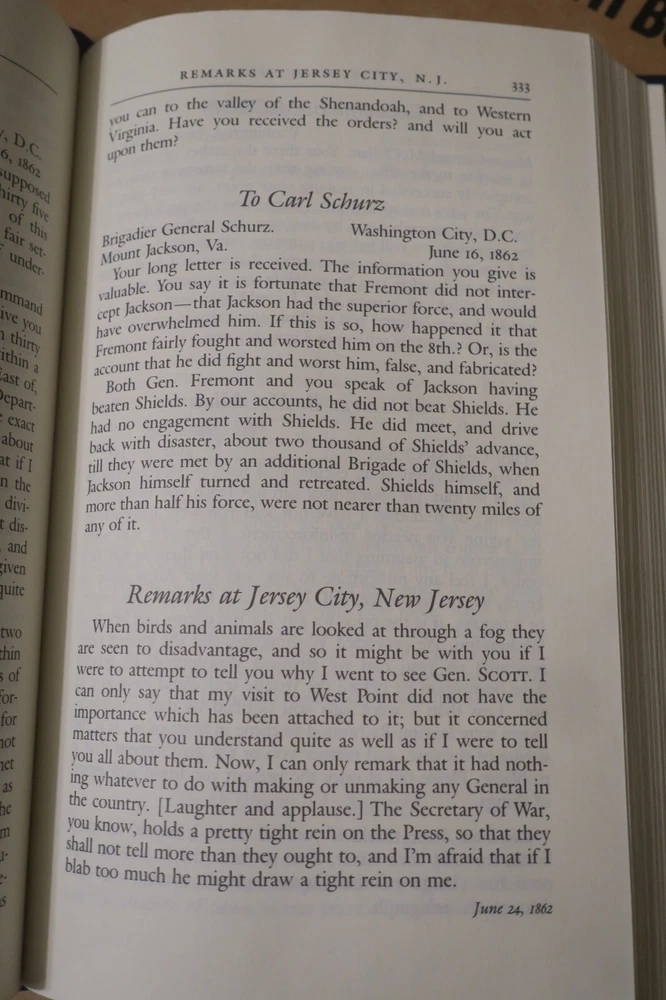 REMARKS AT JERSEY CITY, N.J.
333
you can to the valley of the Shenandoah, and to Western
Virginia. Have you received the orders? and will you act
upon them?
To Carl Schurz
Brigadier General Schurz. Washington City, D.C.
Mount Jackson, Va. June 16, 1862
Your long letter is received. The information you give is
valuable. You say it is fortunate that Fremont did not inter-
cept Jackson—that Jackson had the superior force, and would
have overwhelmed him. If this is so, how happened it that
Fremont fairly fought and worsted him on the 8th.? Or, is the
account that he did fight and worst him, false, and fabricated?
Both Gen. Fremont and you speak of Jackson having
beaten Shields. By our accounts, he did not beat Shields. He
had no engagement with Shields. He did meet, and drive
back with disaster, about two thousand of Shields' advance,
till they were met by an additional Brigade of Shields, when
Jackson himself turned and retreated. Shields himself, and
more than half his force, were not nearer than twenty miles of
any of it.
Remarks at Jersey City, New Jersey
When birds and animals are looked at through a fog they
are seen to disadvantage, and so it might be with you if I
were to attempt to tell you why I went to see Gen. SCOTT. I
can only say that my visit to West Point did not have the
importance which has been attached to it; but it concerned
matters that you understand quite as well as if I were to tell
you all about them. Now, I can only remark that it had noth-
ing whatever to do with making or unmaking any General in
the country. [Laughter and applause.] The Secretary of War,
you know, holds a pretty tight rein on the Press, so that they
shall not tell more than they ought to, and I'm afraid that if I
blab too much he might draw a tight rein on me.
June 24, 1862